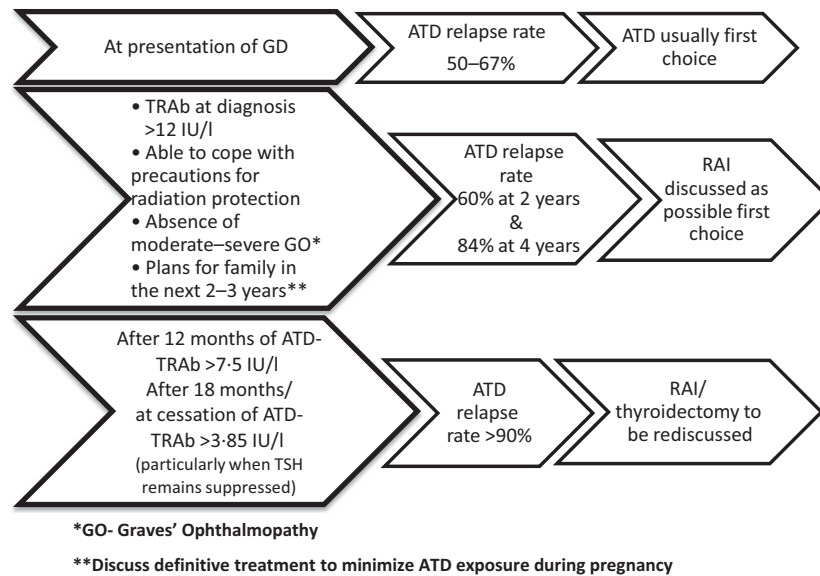 At presentation of GD
ATD relapse rate
50–67%
ATD usually first
choice
• TRAb at diagnosis
>12 IU/l
• Able to cope with
precautions for
radiation protection
• Absence of
moderate–severe GO*
• Plans for family in
the next 2–3 years**
ATD relapse
rate
60% at 2 years
&
84% at 4 years
RAI
discussed as
possible first
choice
After 12 months of ATD-
TRAb >7·5 IU/l
After 18 months/
at cessation of ATD-
TRAb >3·85 IU/l
(particularly when TSH
remains suppressed)
ATD
relapse
rate >90%
RAI/
thyroidectomy to
be rediscussed
*GO- Graves’ Ophthalmopathy
**Discuss definitive treatment to minimize ATD exposure during pregnancy